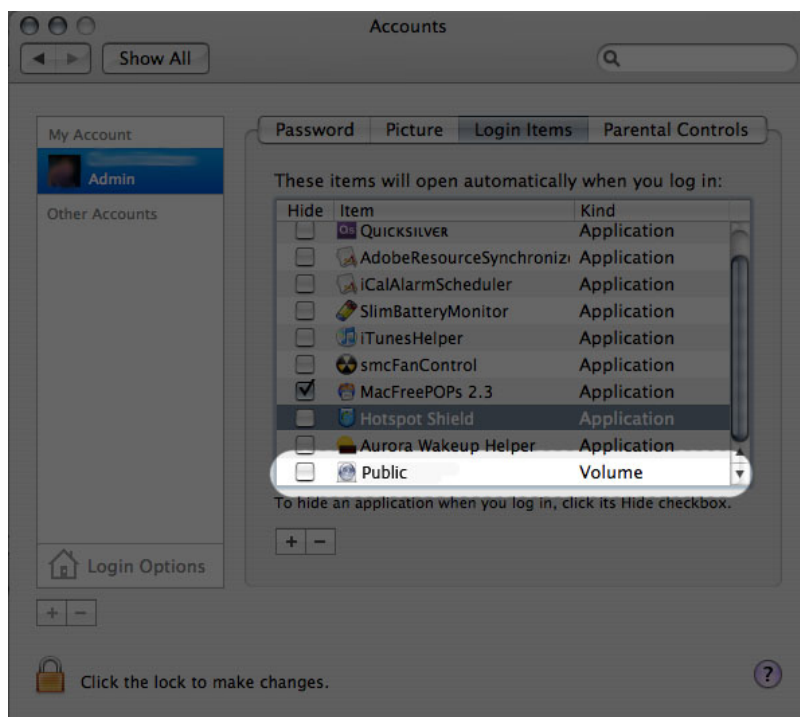 Accounts
Show All
My Account
Admin
Other Accounts
Login Options
Password Picture Login Items Parental Controls
These items will open automatically when you log in:
Hide Item Kind
Quicksilver Application
AdobeResourceSynchroniz Application
iCalAlarmScheduler Application
SlimBatteryMonitor Application
iTunesHelper Application
smcFanControl Application
MacFreePOPs 2.3 Application
Hotspot Shield Application
Aurora Wakeup Helper Application
Public Volume
To hide an application when you log in, click its Hide checkbox.
+ −
+ −
Click the lock to make changes.
?